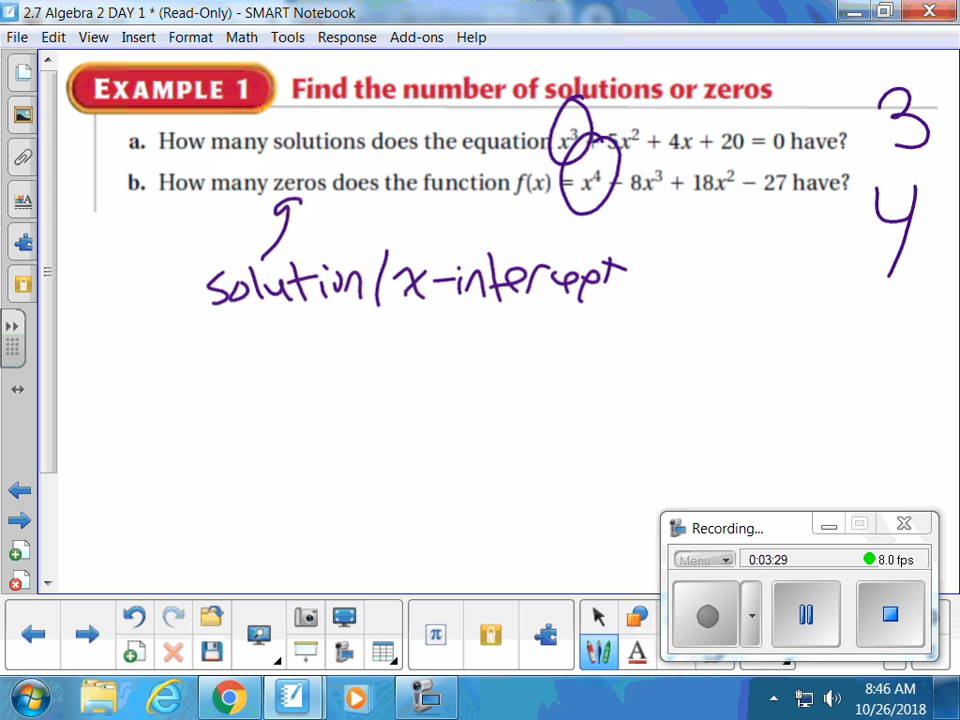 2.7 Algebra 2 DAY 1 * (Read-Only) - SMART Notebook
File Edit View Insert Format Math Tools Response Add-ons Help
EXAMPLE 1 Find the number of solutions or zeros
a. How many solutions does the equation x³ + 5x² + 4x + 20 = 0 have? 3
b. How many zeros does the function f(x) = x⁴ − 8x³ + 18x² − 27 have? 4
solution/x-intercept
Recording...
Menu 0:03:29 8.0 fps
π
A
8:46 AM
10/26/2018